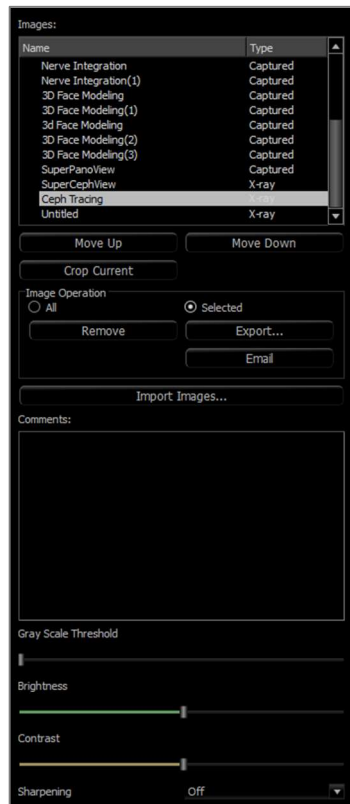 Images:
Name Type
Nerve Integration Captured
Nerve Integration(1) Captured
3D Face Modeling Captured
3D Face Modeling(1) Captured
3d Face Modeling Captured
3D Face Modeling(2) Captured
3D Face Modeling(3) Captured
SuperPanoView Captured
SuperCephView X-ray
Ceph Tracing X-ray
Untitled X-ray
Move Up Move Down
Crop Current
Image Operation
All Selected
Remove Export...
Email
Import Images...
Comments:
Gray Scale Threshold
Brightness
Contrast
Sharpening Off